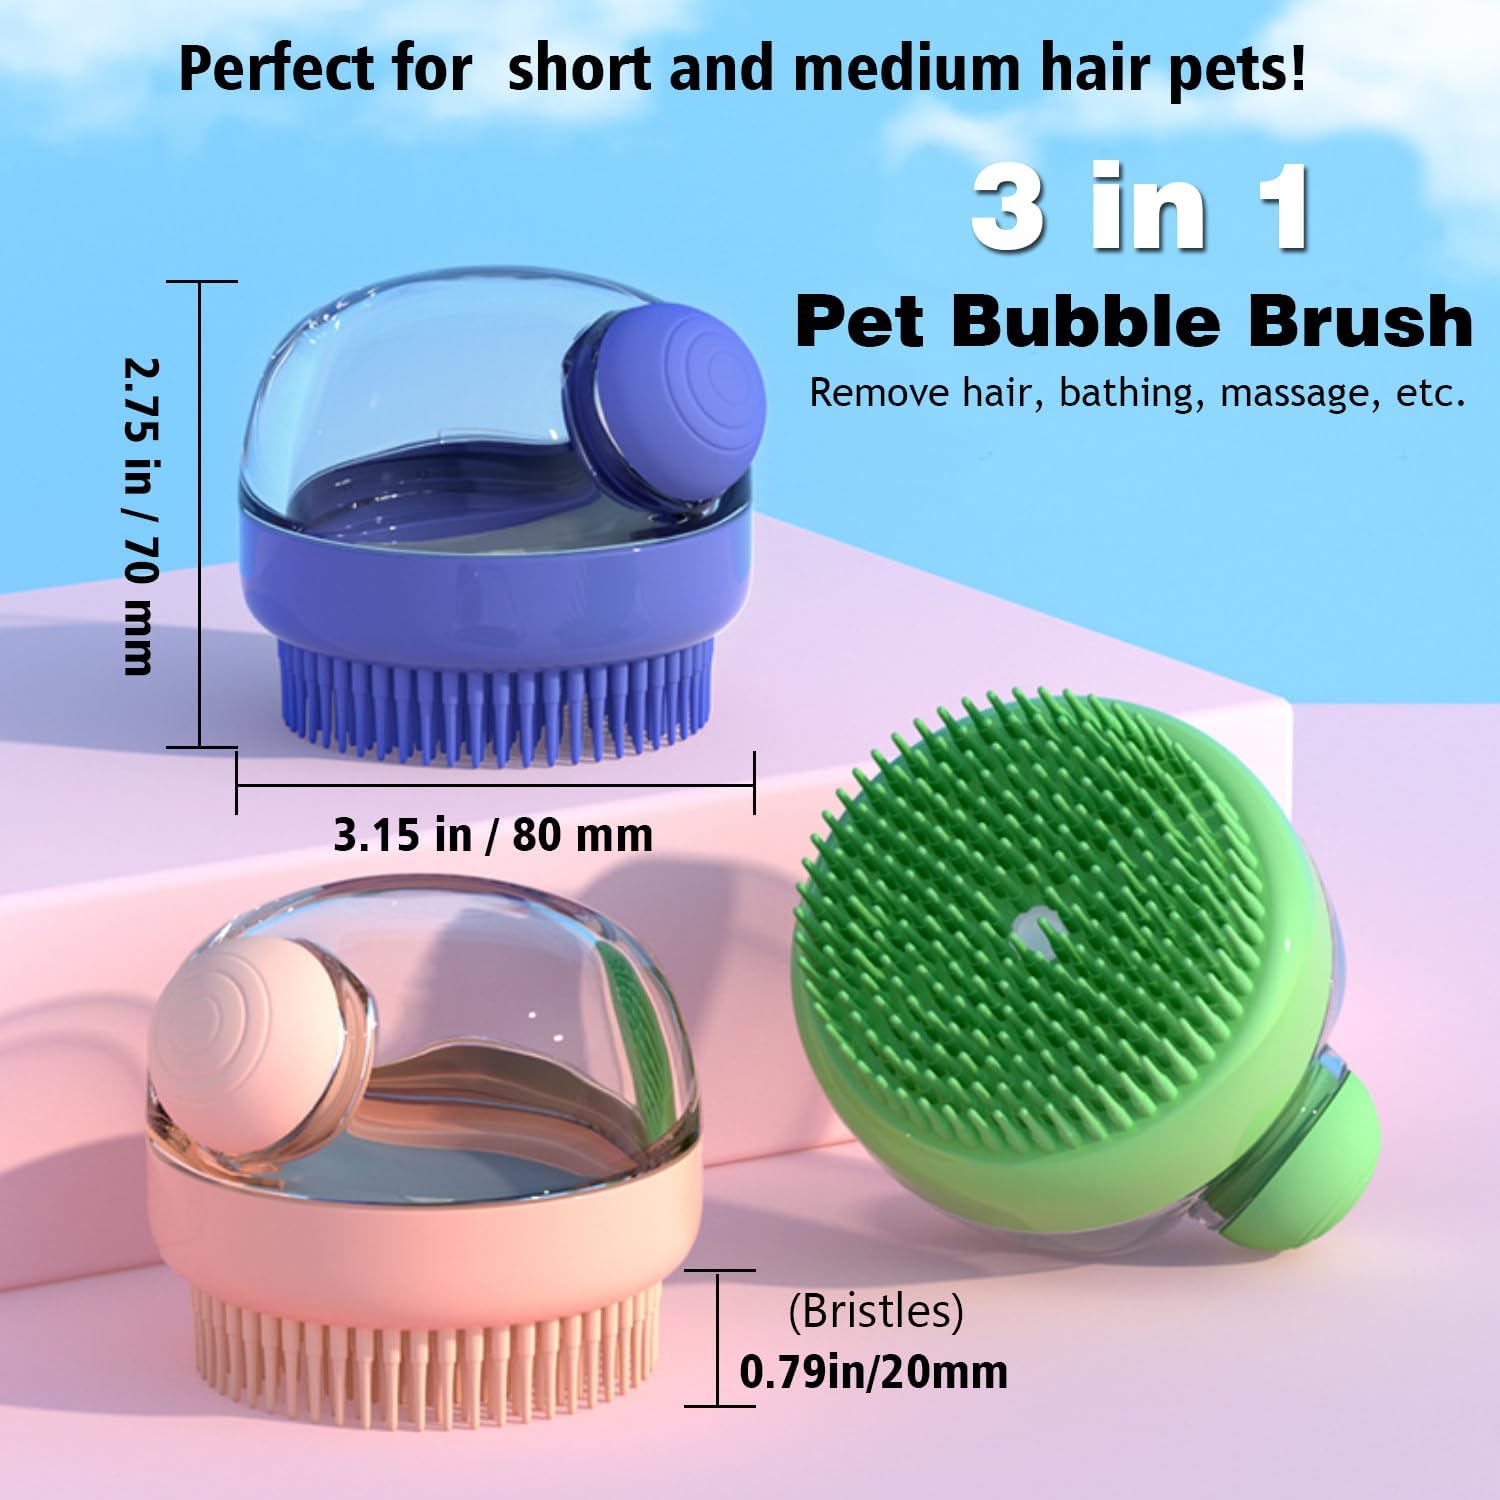 Perfect for short and medium hair pets!
3 in 1
Pet Bubble Brush
Remove hair, bathing, massage, etc.
2.75 in / 70 mm
3.15 in / 80 mm
(Bristles)
0.79in/20mm